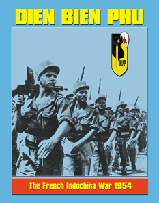 DIEN BIEN PHU
The French Indochina War 1954